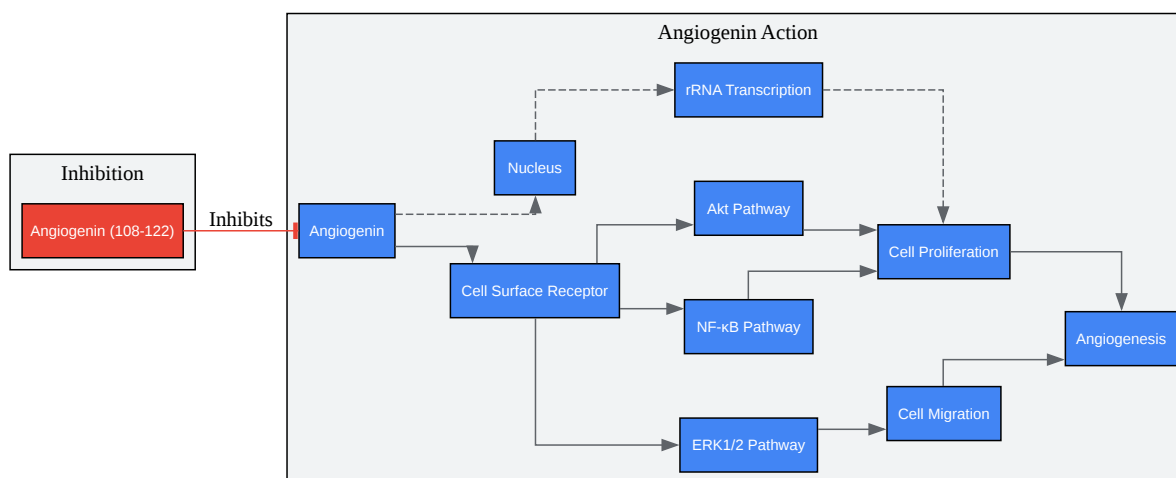 Angiogenin Action
rRNA Transcription
Nucleus
Inhibition
Angiogenin (108-122)
Inhibits
Angiogenin
Akt Pathway
Cell Proliferation
Cell Surface Receptor
NF-κB Pathway
Angiogenesis
Cell Migration
ERK1/2 Pathway